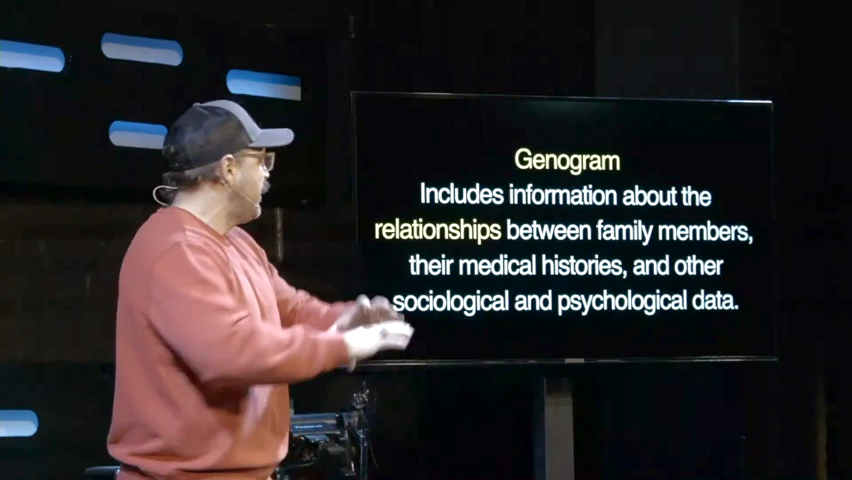 Genogram
Includes information about the
relationships between family members,
their medical histories, and other
sociological and psychological data.